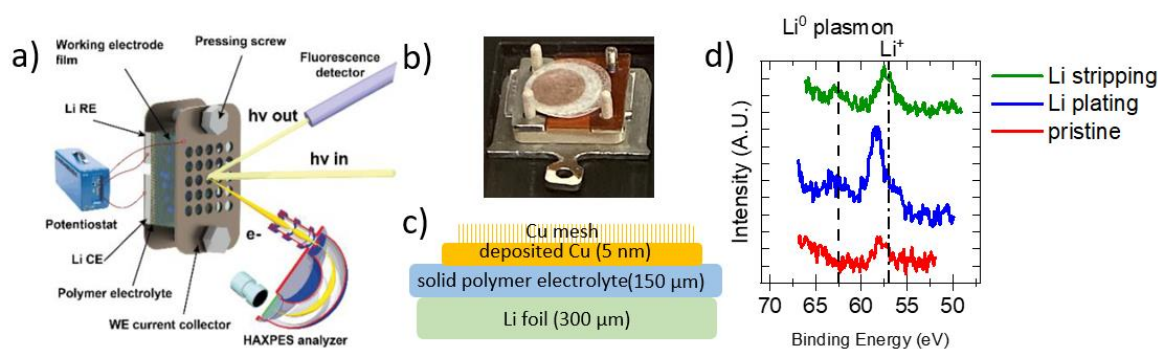 a)
Working electrode
film
Pressing screw
Fluorescence
detector
Li RE
hv out
hv in
Potentiostat
e-
Li CE
Polymer electrolyte
WE current collector
HAXPES analyzer
b)
c)
Cu mesh
deposited Cu (5 nm)
solid polymer electrolyte(150 µm)
Li foil (300 µm)
d)
Li⁰ plasmon
Li⁺
Intensity (A.U.)
70 65 60 55 50
Binding Energy (eV)
Li stripping
Li plating
pristine